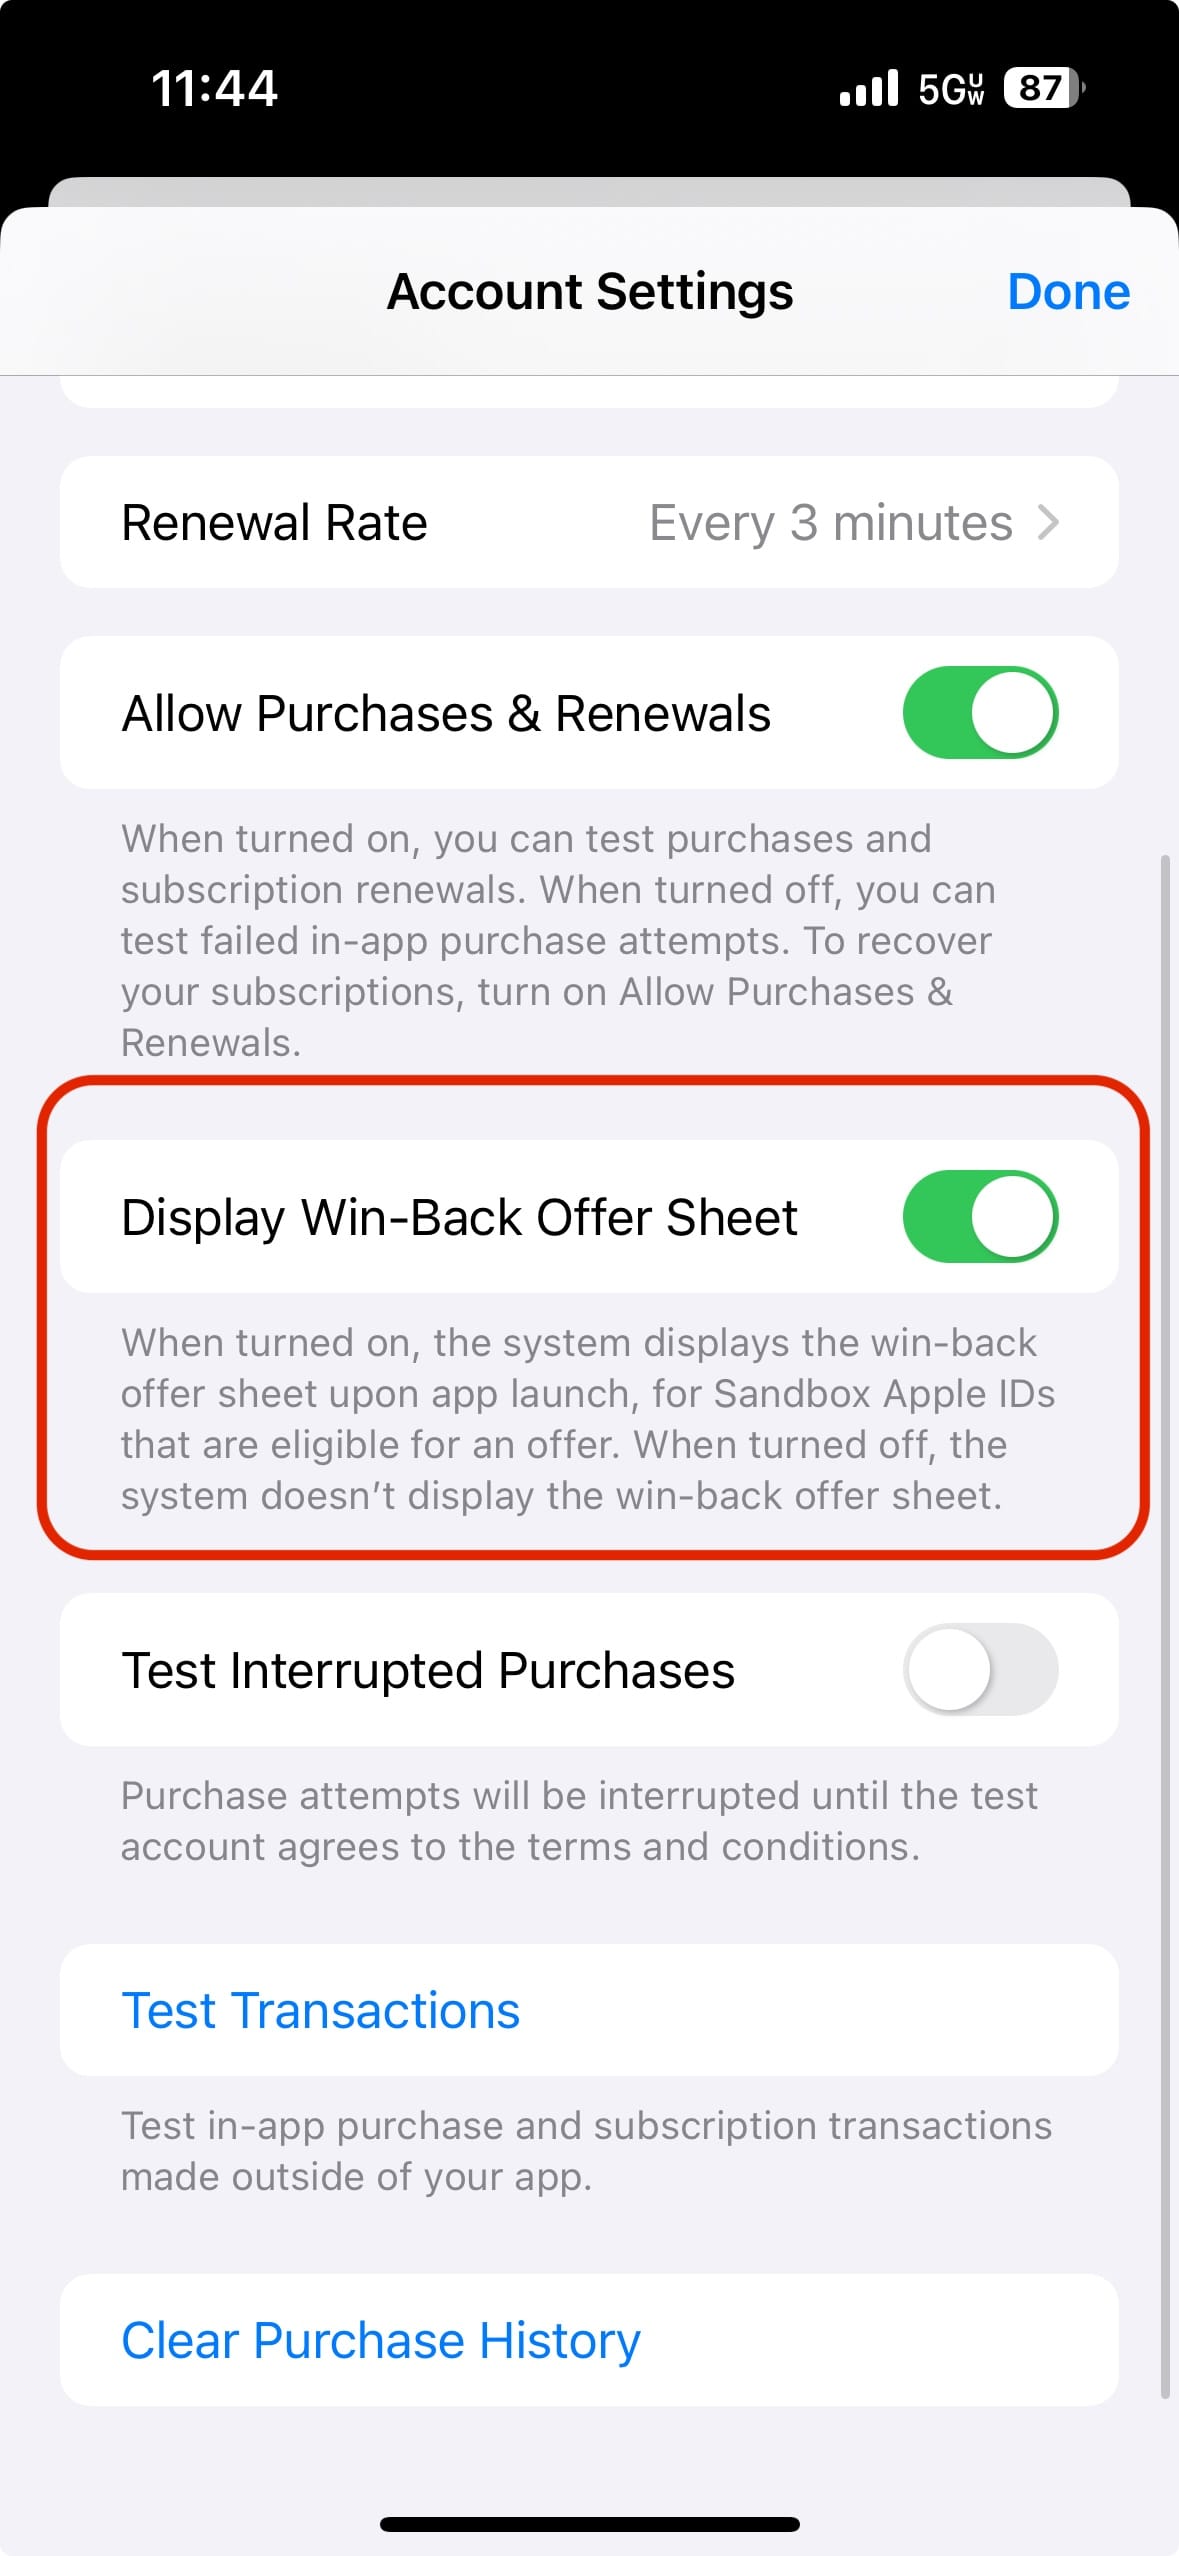 11:44
5GUW 87
Account Settings
Done
Renewal Rate
Every 3 minutes
Allow Purchases & Renewals
When turned on, you can test purchases and
subscription renewals. When turned off, you can
test failed in-app purchase attempts. To recover
your subscriptions, turn on Allow Purchases &
Renewals.
Display Win-Back Offer Sheet
When turned on, the system displays the win-back
offer sheet upon app launch, for Sandbox Apple IDs
that are eligible for an offer. When turned off, the
system doesn’t display the win-back offer sheet.
Test Interrupted Purchases
Purchase attempts will be interrupted until the test
account agrees to the terms and conditions.
Test Transactions
Test in-app purchase and subscription transactions
made outside of your app.
Clear Purchase History